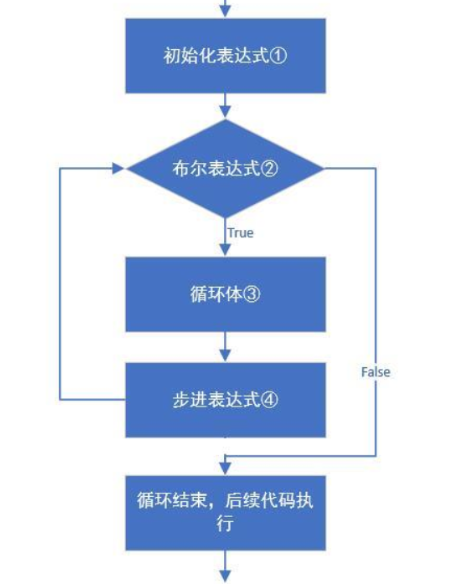 初始化表达式①
布尔表达式②
True
循环体③
False
步进表达式④
循环结束，后续代码执
行